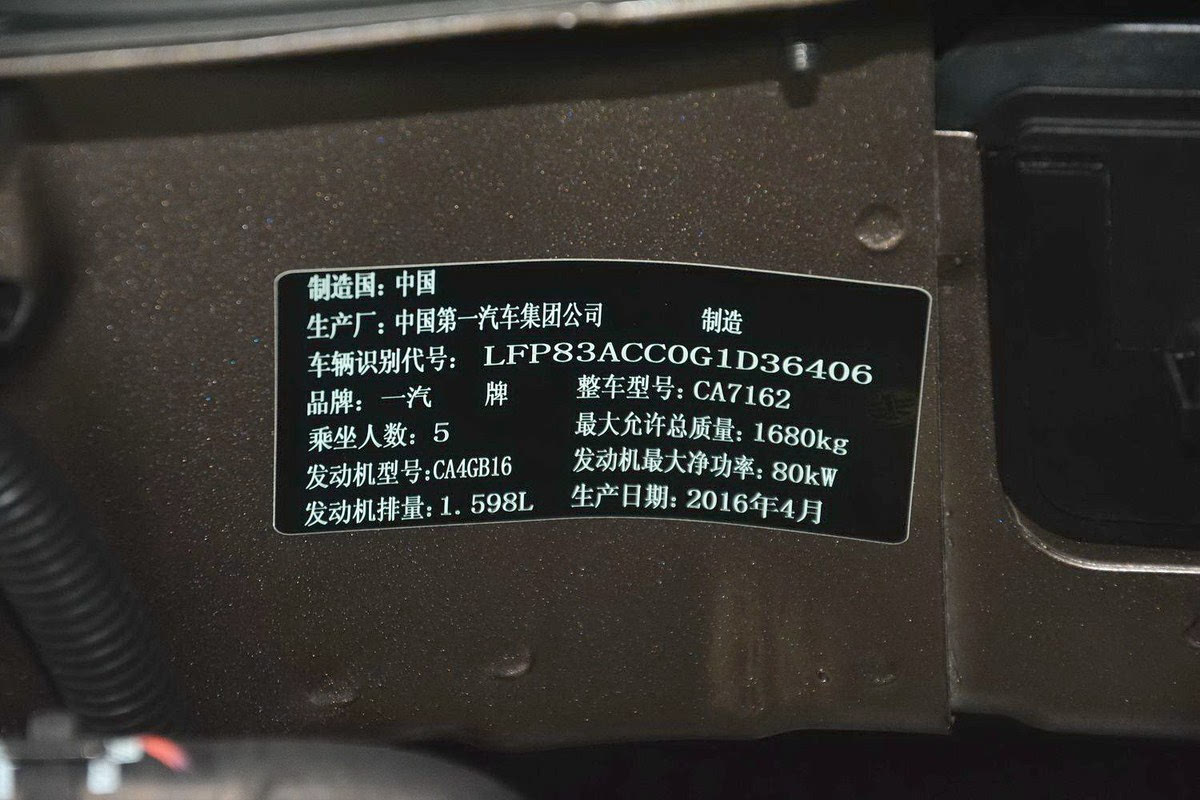 制造国：中国
生产厂：中国第一汽车集团公司 制造
车辆识别代号： LFP83ACC0G1D36406
品牌： 一汽 牌 整车型号：CA7162
乘坐人数： 5 最大允许总质量：1680kg
发动机型号:CA4GB16 发动机最大净功率：80kW
发动机排量：1.598L 生产日期：2016年4月